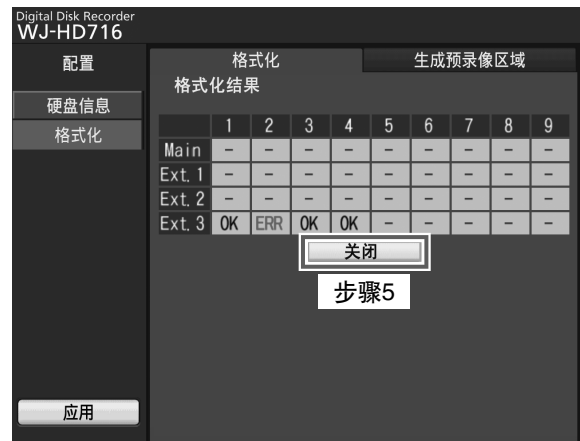 Digital Disk Recorder
WJ-HD716
配置
硬盘信息
格式化
应用
格式化 生成预录像区域
格式化结果
1 2 3 4 5 6 7 8 9
Main - - - - - - - - -
Ext. 1 - - - - - - - - -
Ext. 2 - - - - - - - - -
Ext. 3 OK ERR OK OK - - - - -
关闭
步骤5